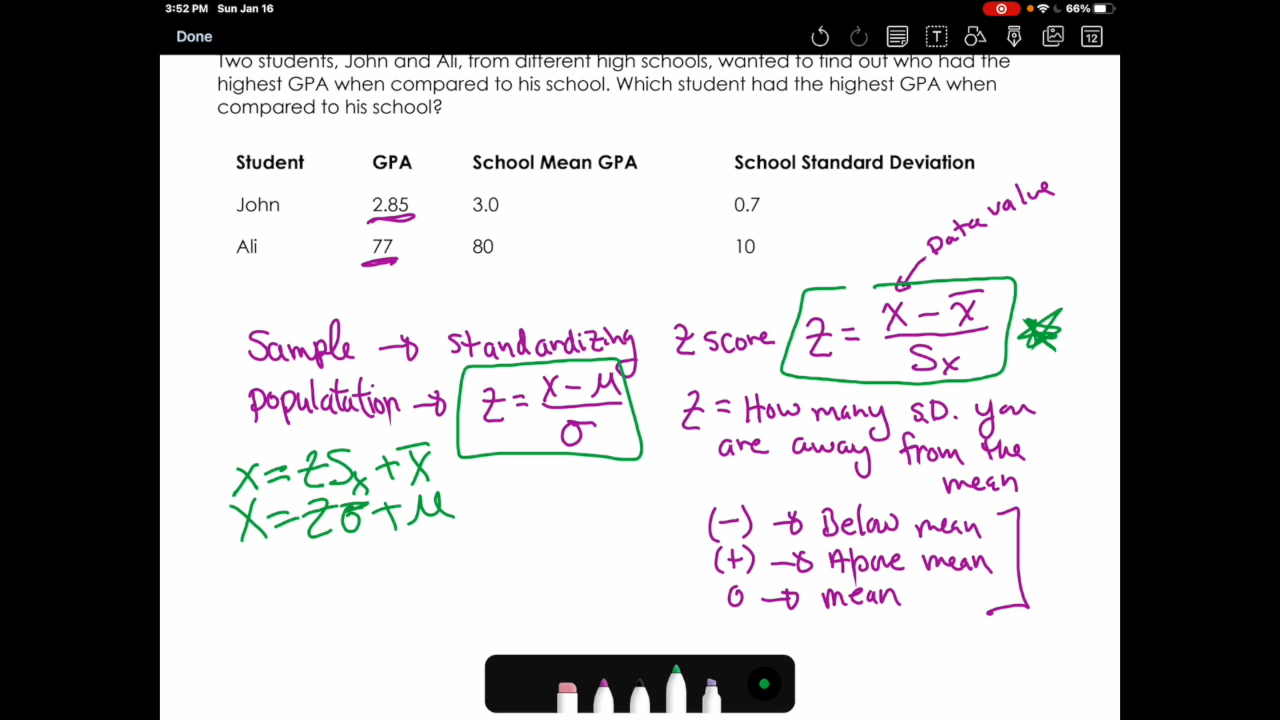 3:52 PM Sun Jan 16
66%
Done
T
12
Two students, John and Ali, from different high schools, wanted to find out who had the
highest GPA when compared to his school. Which student had the highest GPA when
compared to his school?
Student GPA School Mean GPA School Standard Deviation
John 2.85 3.0 0.7
Ali 77 80 10
Data value
Sample → standardizing
z score z = (x - x̄) / Sx
populatation → z = (x - μ) / σ
z = How many S.D. you
are away from the
mean
x = zSx + x̄
x = zσ + μ
(-) → Below mean
(+) → Above mean
0 → mean